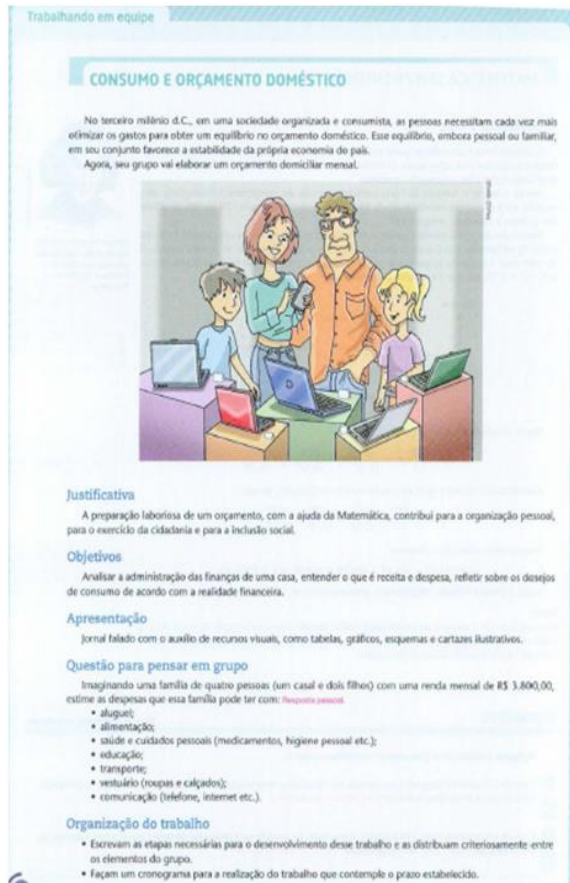 Trabalhando em equipe
CONSUMO E ORÇAMENTO DOMÉSTICO
No terceiro milênio d.C., em uma sociedade organizada e consumista, as pessoas necessitam cada vez mais
otimizar os gastos para obter um equilíbrio no orçamento doméstico. Esse equilíbrio, embora pessoal ou familiar,
em seu conjunto favorece a estabilidade da própria economia do país.
Agora, seu grupo vai elaborar um orçamento domiciliar mensal.
Justificativa
A preparação laboriosa de um orçamento, com a ajuda da Matemática, contribui para a organização pessoal,
para o exercício da cidadania e para a inclusão social.
Objetivos
Analisar a administração das finanças de uma casa, entender o que é receita e despesa, refletir sobre os desejos
de consumo de acordo com a realidade financeira.
Apresentação
Jornal falado com o auxílio de recursos visuais, como tabelas, gráficos, esquemas e cartazes ilustrativos.
Questão para pensar em grupo
Imaginando uma família de quatro pessoas (um casal e dois filhos) com uma renda mensal de R$ 3.800,00,
estime as despesas que essa família pode ter com: Resposta pessoal.
• aluguel;
• alimentação;
• saúde e cuidados pessoais (medicamentos, higiene pessoal etc.);
• educação;
• transporte;
• vestuário (roupas e calçados);
• comunicação (telefone, internet etc.).
Organização do trabalho
• Escrevam as etapas necessárias para o desenvolvimento desse trabalho e as distribuam criteriosamente entre
os elementos do grupo.
• Façam um cronograma para a realização do trabalho que contemple o prazo estabelecido.